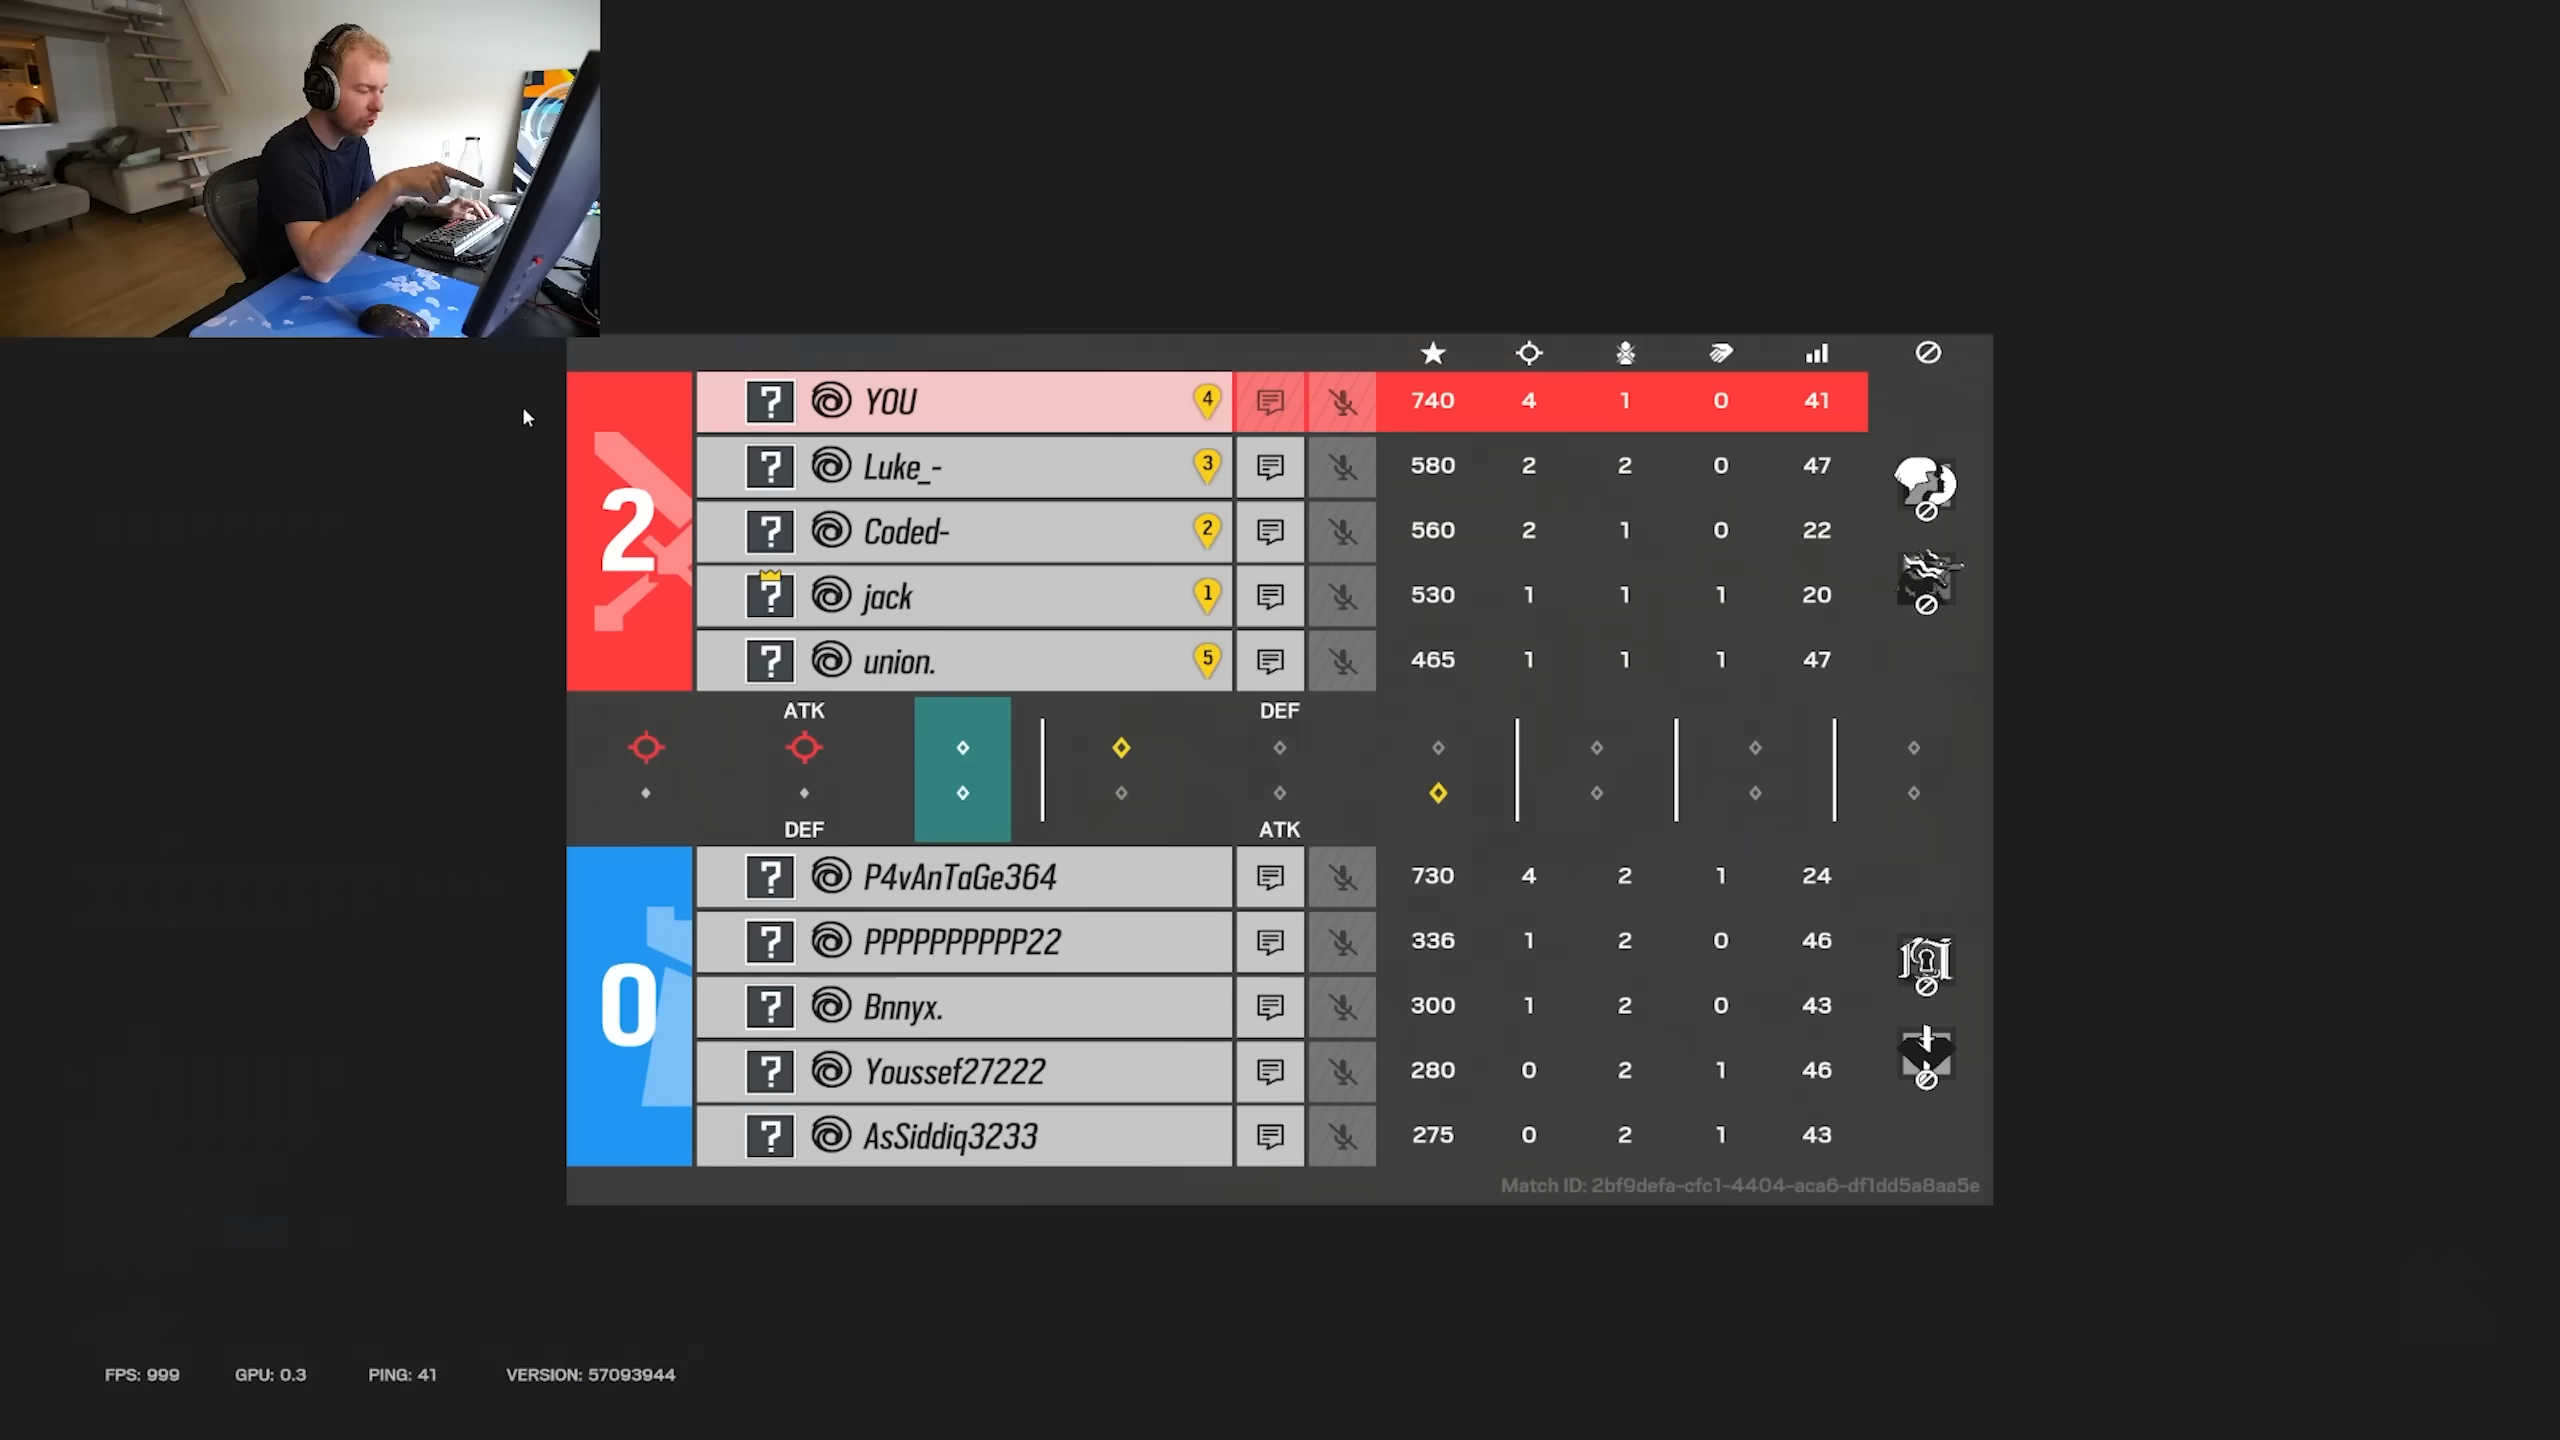 2
? YOU 4 740 4 1 0 41
? Luke_- 3 580 2 2 0 47
? Coded- 2 560 2 1 0 22
? jack 1 530 1 1 1 20
? union. 5 465 1 1 1 47
ATK DEF
DEF ATK
0
? P4vAnTaGe364 730 4 2 1 24
? PPPPPPPPPP22 336 1 2 0 46
? Bnnyx. 300 1 2 0 43
? Youssef27222 280 0 2 1 46
? AsSiddiq3233 275 0 2 1 43
Match ID: 2bf9defa-cfc1-4404-aca6-df1dd5a8aa5e
FPS: 999 GPU: 0.3 PING: 41 VERSION: 57093944